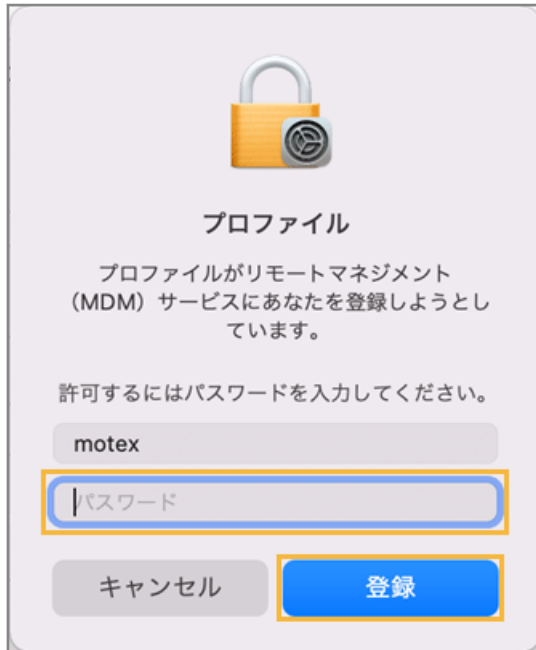 プロファイル
プロファイルがリモートマネジメント
（MDM）サービスにあなたを登録しようとし
ています。
許可するにはパスワードを入力してください。
motex
パスワード
キャンセル
登録